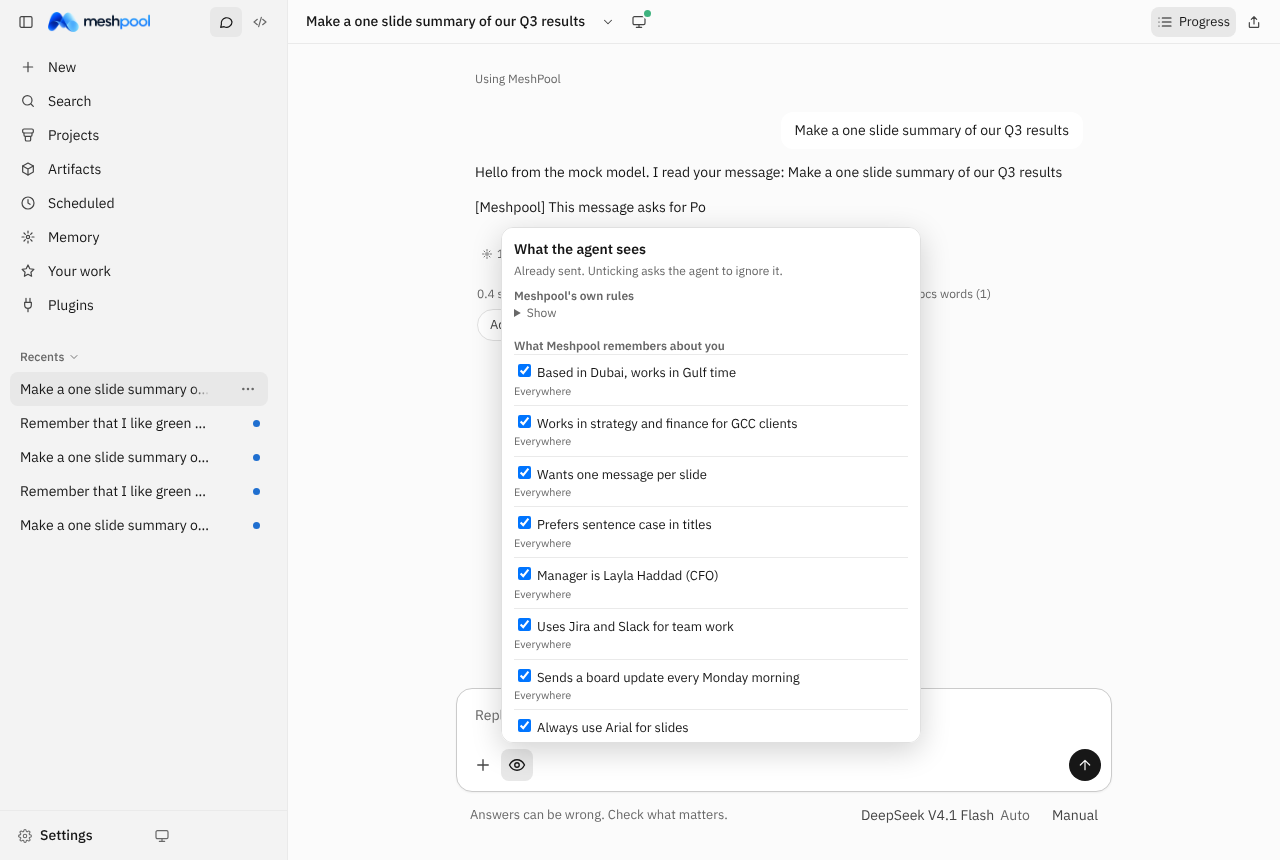 meshpool
Make a one slide summary of our Q3 results
Progress
New
Search
Projects
Artifacts
Scheduled
Memory
Your work
Plugins
Recents
Make a one slide summary o...
Remember that I like green ...
Make a one slide summary o...
Remember that I like green ...
Make a one slide summary o...
Settings
Using MeshPool
Make a one slide summary of our Q3 results
Hello from the mock model. I read your message: Make a one slide summary of our Q3 results
[Meshpool] This message asks for Po
0.4 s
words (1)
What the agent sees
Already sent. Unticking asks the agent to ignore it.
Meshpool's own rules
Show
What Meshpool remembers about you
Based in Dubai, works in Gulf time
Everywhere
Works in strategy and finance for GCC clients
Everywhere
Wants one message per slide
Everywhere
Prefers sentence case in titles
Everywhere
Manager is Layla Haddad (CFO)
Everywhere
Uses Jira and Slack for team work
Everywhere
Sends a board update every Monday morning
Everywhere
Always use Arial for slides
Answers can be wrong. Check what matters.
DeepSeek V4.1 Flash Auto
Manual